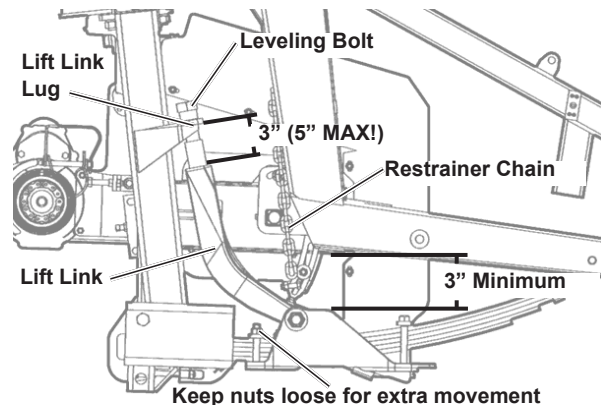 Leveling Bolt
Lift Link
Lug
3” (5” MAX!)
Restrainer Chain
Lift Link
3” Minimum
Keep nuts loose for extra movement